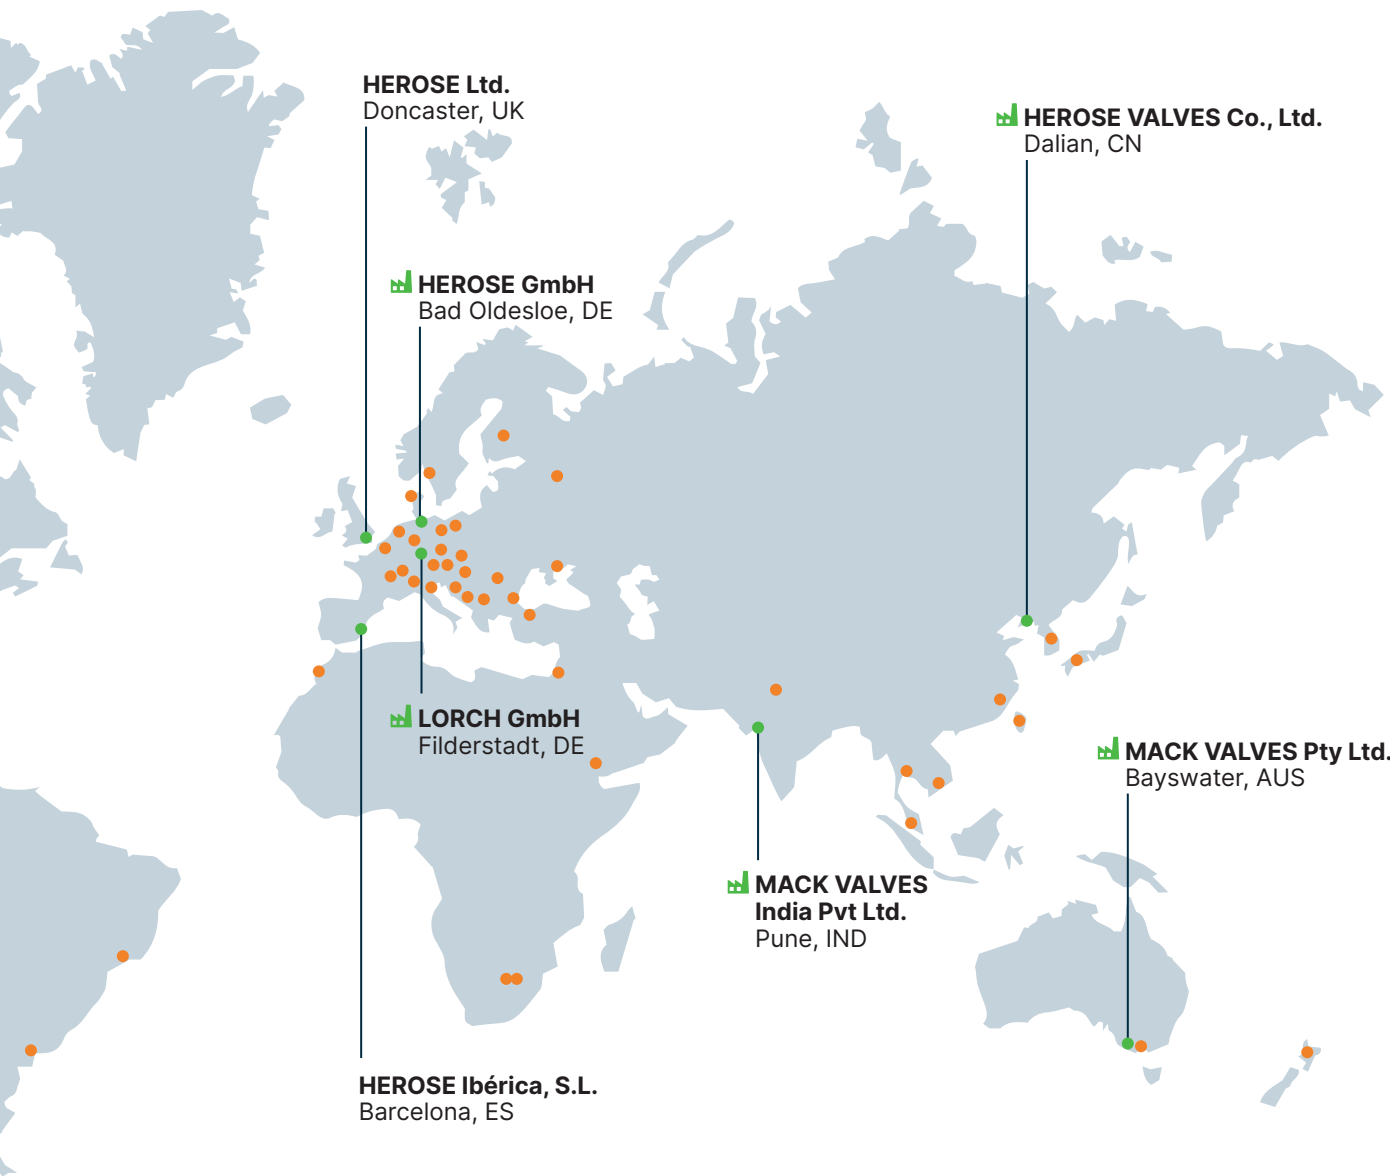 HEROSE Ltd.
Doncaster, UK
HEROSE VALVES Co., Ltd.
Dalian, CN
HEROSE GmbH
Bad Oldesloe, DE
LORCH GmbH
Filderstadt, DE
MACK VALVES Pty Ltd.
Bayswater, AUS
MACK VALVES
India Pvt Ltd.
Pune, IND
HEROSE Ibérica, S.L.
Barcelona, ES